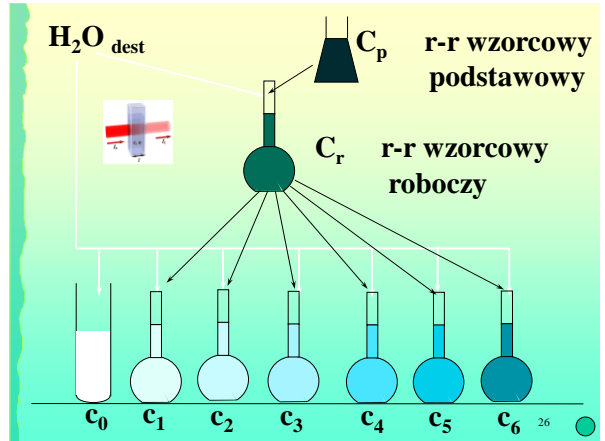 H₂O dest
Cp r-r wzorcowy
podstawowy
Cr r-r wzorcowy
roboczy
c₀ c₁ c₂ c₃ c₄ c₅ c₆ 26